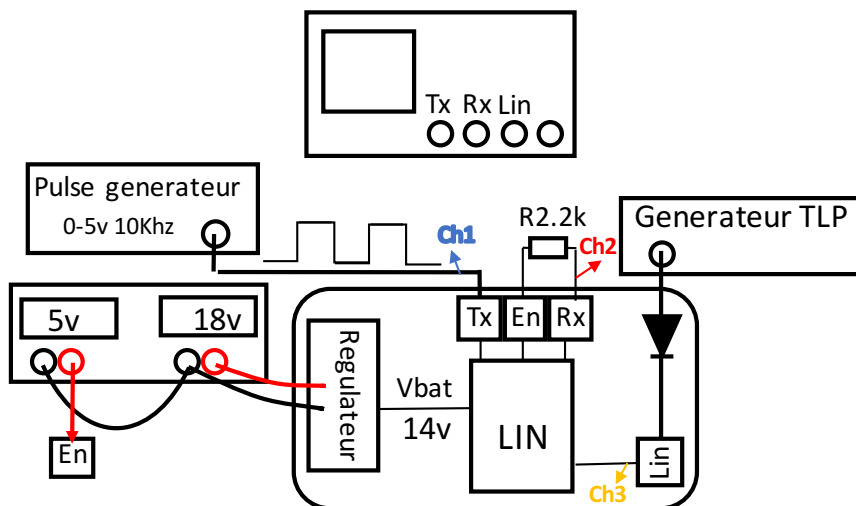 Tx Rx Lin
Pulse generateur
0-5v 10Khz
Ch1
R2.2k
Ch2
Generateur TLP
5v
18v
Tx
En
Rx
Regulateur
Vbat
14v
LIN
En
Lin
Ch3